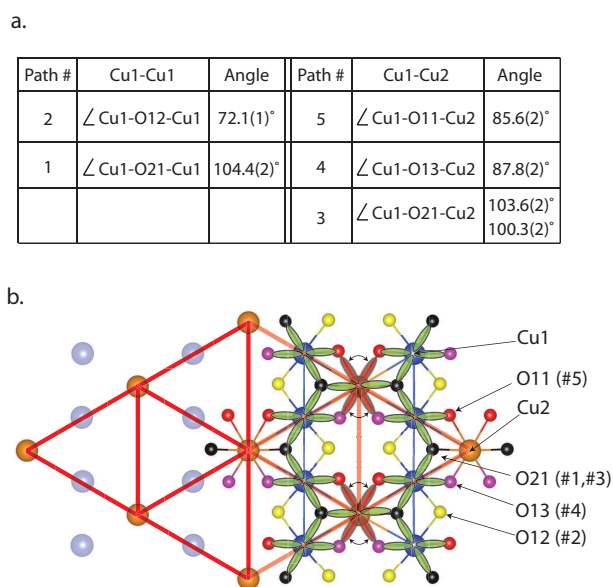 a.
Path # Cu1-Cu1 Angle Path # Cu1-Cu2 Angle
2 ∠Cu1-O12-Cu1 72.1(1)° 5 ∠Cu1-O11-Cu2 85.6(2)°
1 ∠Cu1-O21-Cu1 104.4(2)° 4 ∠Cu1-O13-Cu2 87.8(2)°
3 ∠Cu1-O21-Cu2 103.6(2)°
100.3(2)°
b.
Cu1
O11 (#5)
Cu2
O21 (#1,#3)
O13 (#4)
O12 (#2)